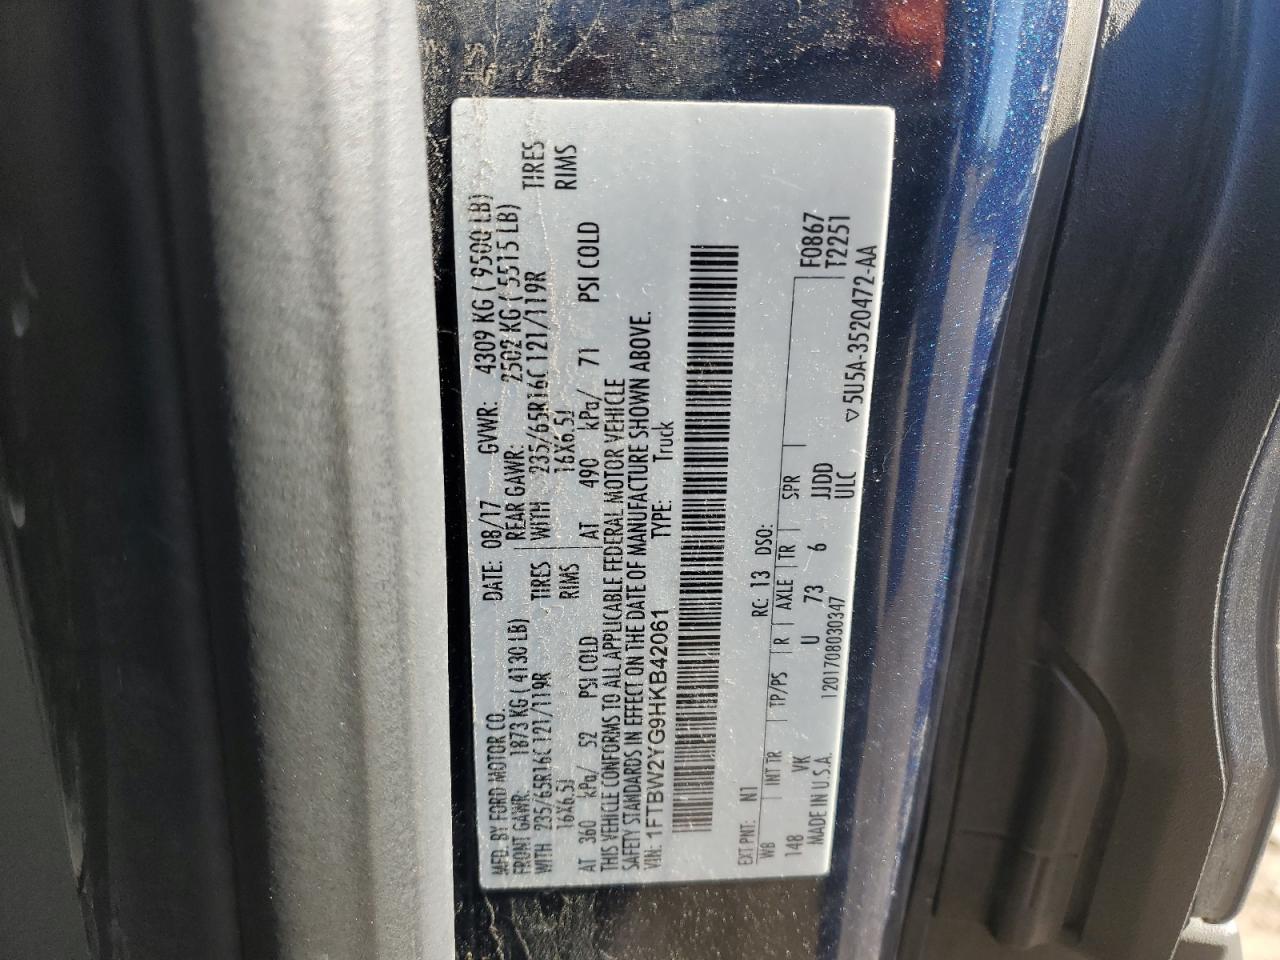 MFD. BY FORD MOTOR CO.
DATE: 08/17 GVWR: 4309 KG ( 9500 LB)
FRONT GAWR: 1873 KG ( 4130 LB) REAR GAWR: 2502 KG ( 5515 LB)
WITH 235/65R16C 121/119R TIRES WITH 235/65R16C 121/119R TIRES
16X6.5J RIMS 16X6.5J RIMS
AT 360 kPa/ 52 PSI COLD AT 490 kPa/ 71 PSI COLD
THIS VEHICLE CONFORMS TO ALL APPLICABLE FEDERAL MOTOR VEHICLE
SAFETY STANDARDS IN EFFECT ON THE DATE OF MANUFACTURE SHOWN ABOVE.
VIN: 1FTBW2YG9HKB42061 TYPE: Truck
EXT PNT: N1 RC: 13 DSO:
WB INT TR TP/PS R AXLE TR SPR F0867
148 VK U 73 6 JJDD T2251
MADE IN U.S.A. 120170803034​7 ULC
5U5A-3520472-AA